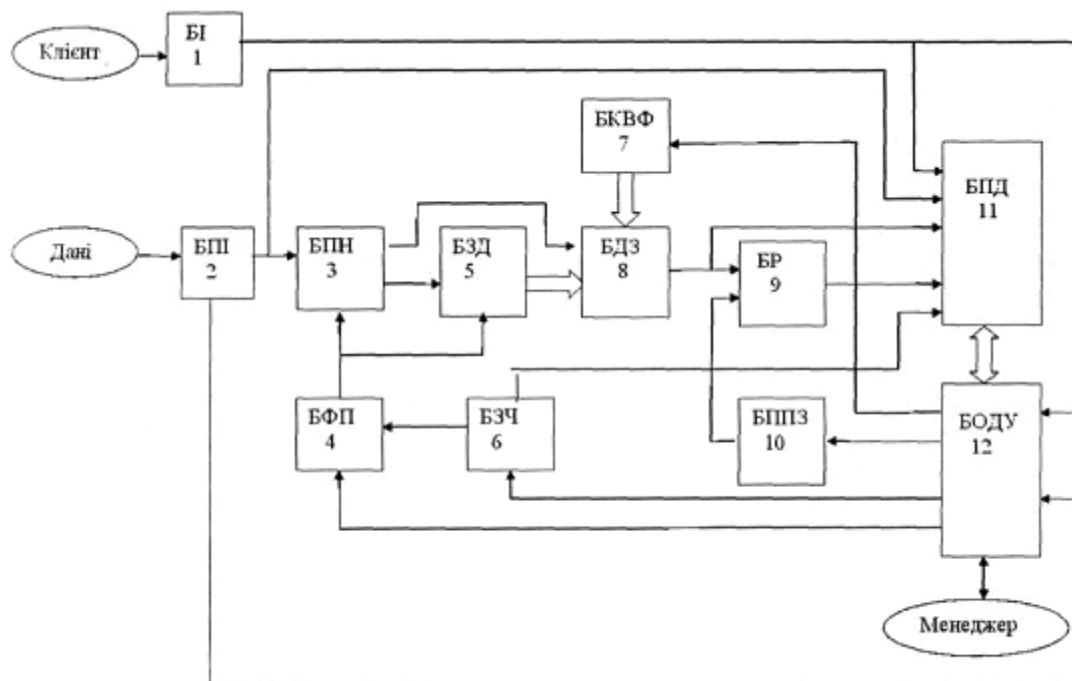 Клієнт
БІ
1
БКВФ
7
БПД
11
Дані
БПІ
2
БПН
3
БЗД
5
БДЗ
8
БР
9
БФП
4
БЗЧ
6
БППЗ
10
БОДУ
12
Менеджер